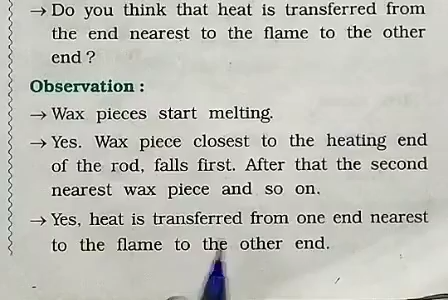 → Do you think that heat is transferred from
the end nearest to the flame to the other
end ?
Observation :
→ Wax pieces start melting.
→ Yes. Wax piece closest to the heating end
of the rod, falls first. After that the second
nearest wax piece and so on.
→ Yes, heat is transferred from one end nearest
to the flame to the other end.